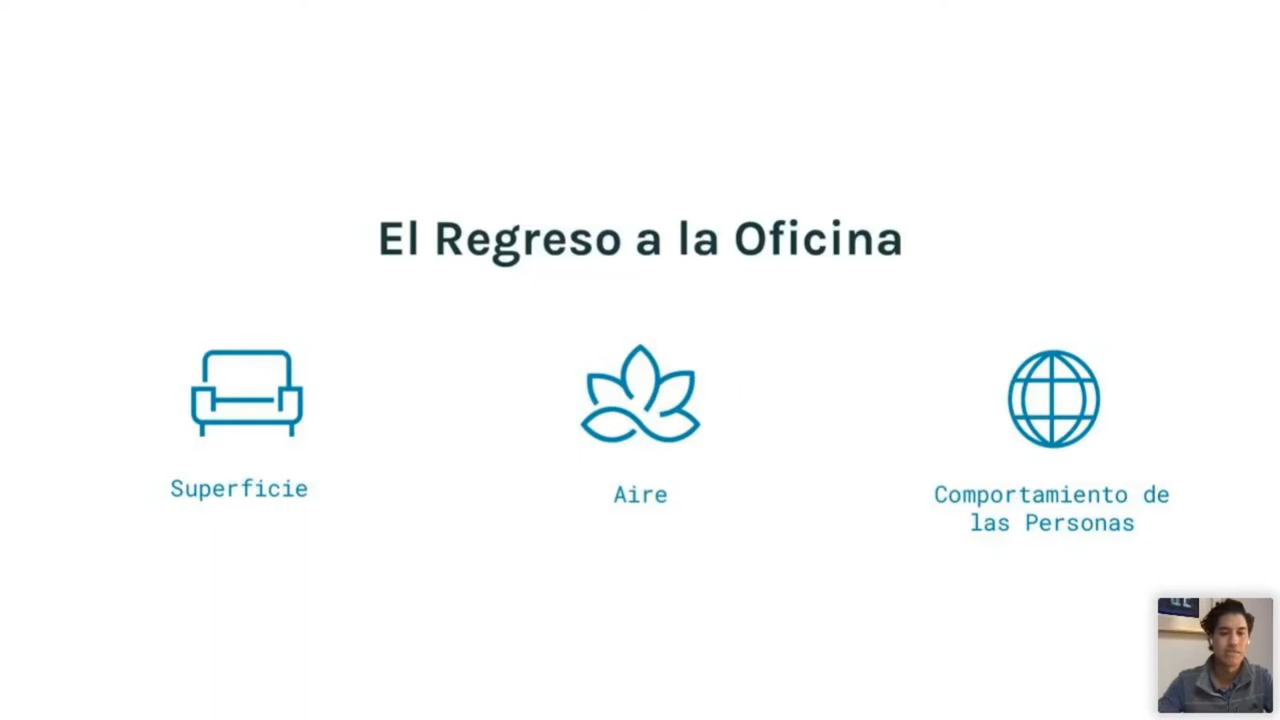 El Regreso a la Oficina
Superficie
Aire
Comportamiento de
las Personas